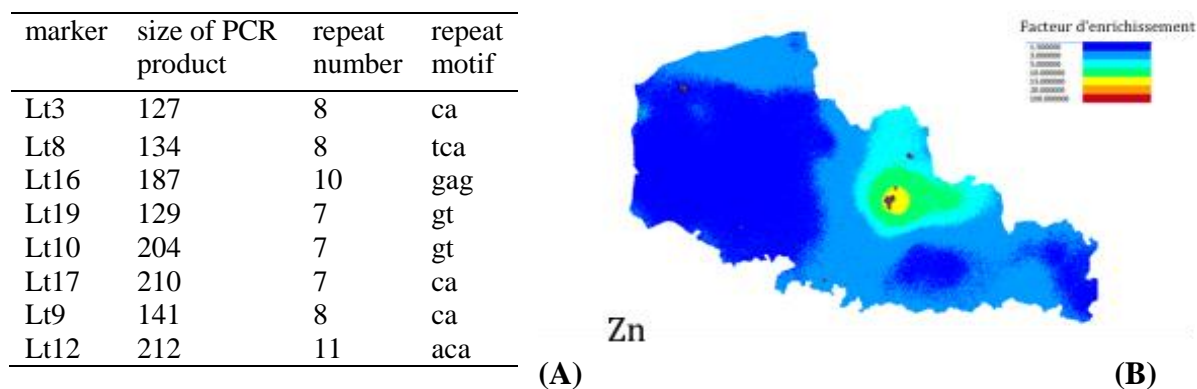 marker size of PCR product repeat number repeat motif
Lt3 127 8 ca
Lt8 134 8 tca
Lt16 187 10 gag
Lt19 129 7 gt
Lt10 204 7 gt
Lt17 210 7 ca
Lt9 141 8 ca
Lt12 212 11 aca
Facteur d'enrichissement
Zn
(A)
(B)